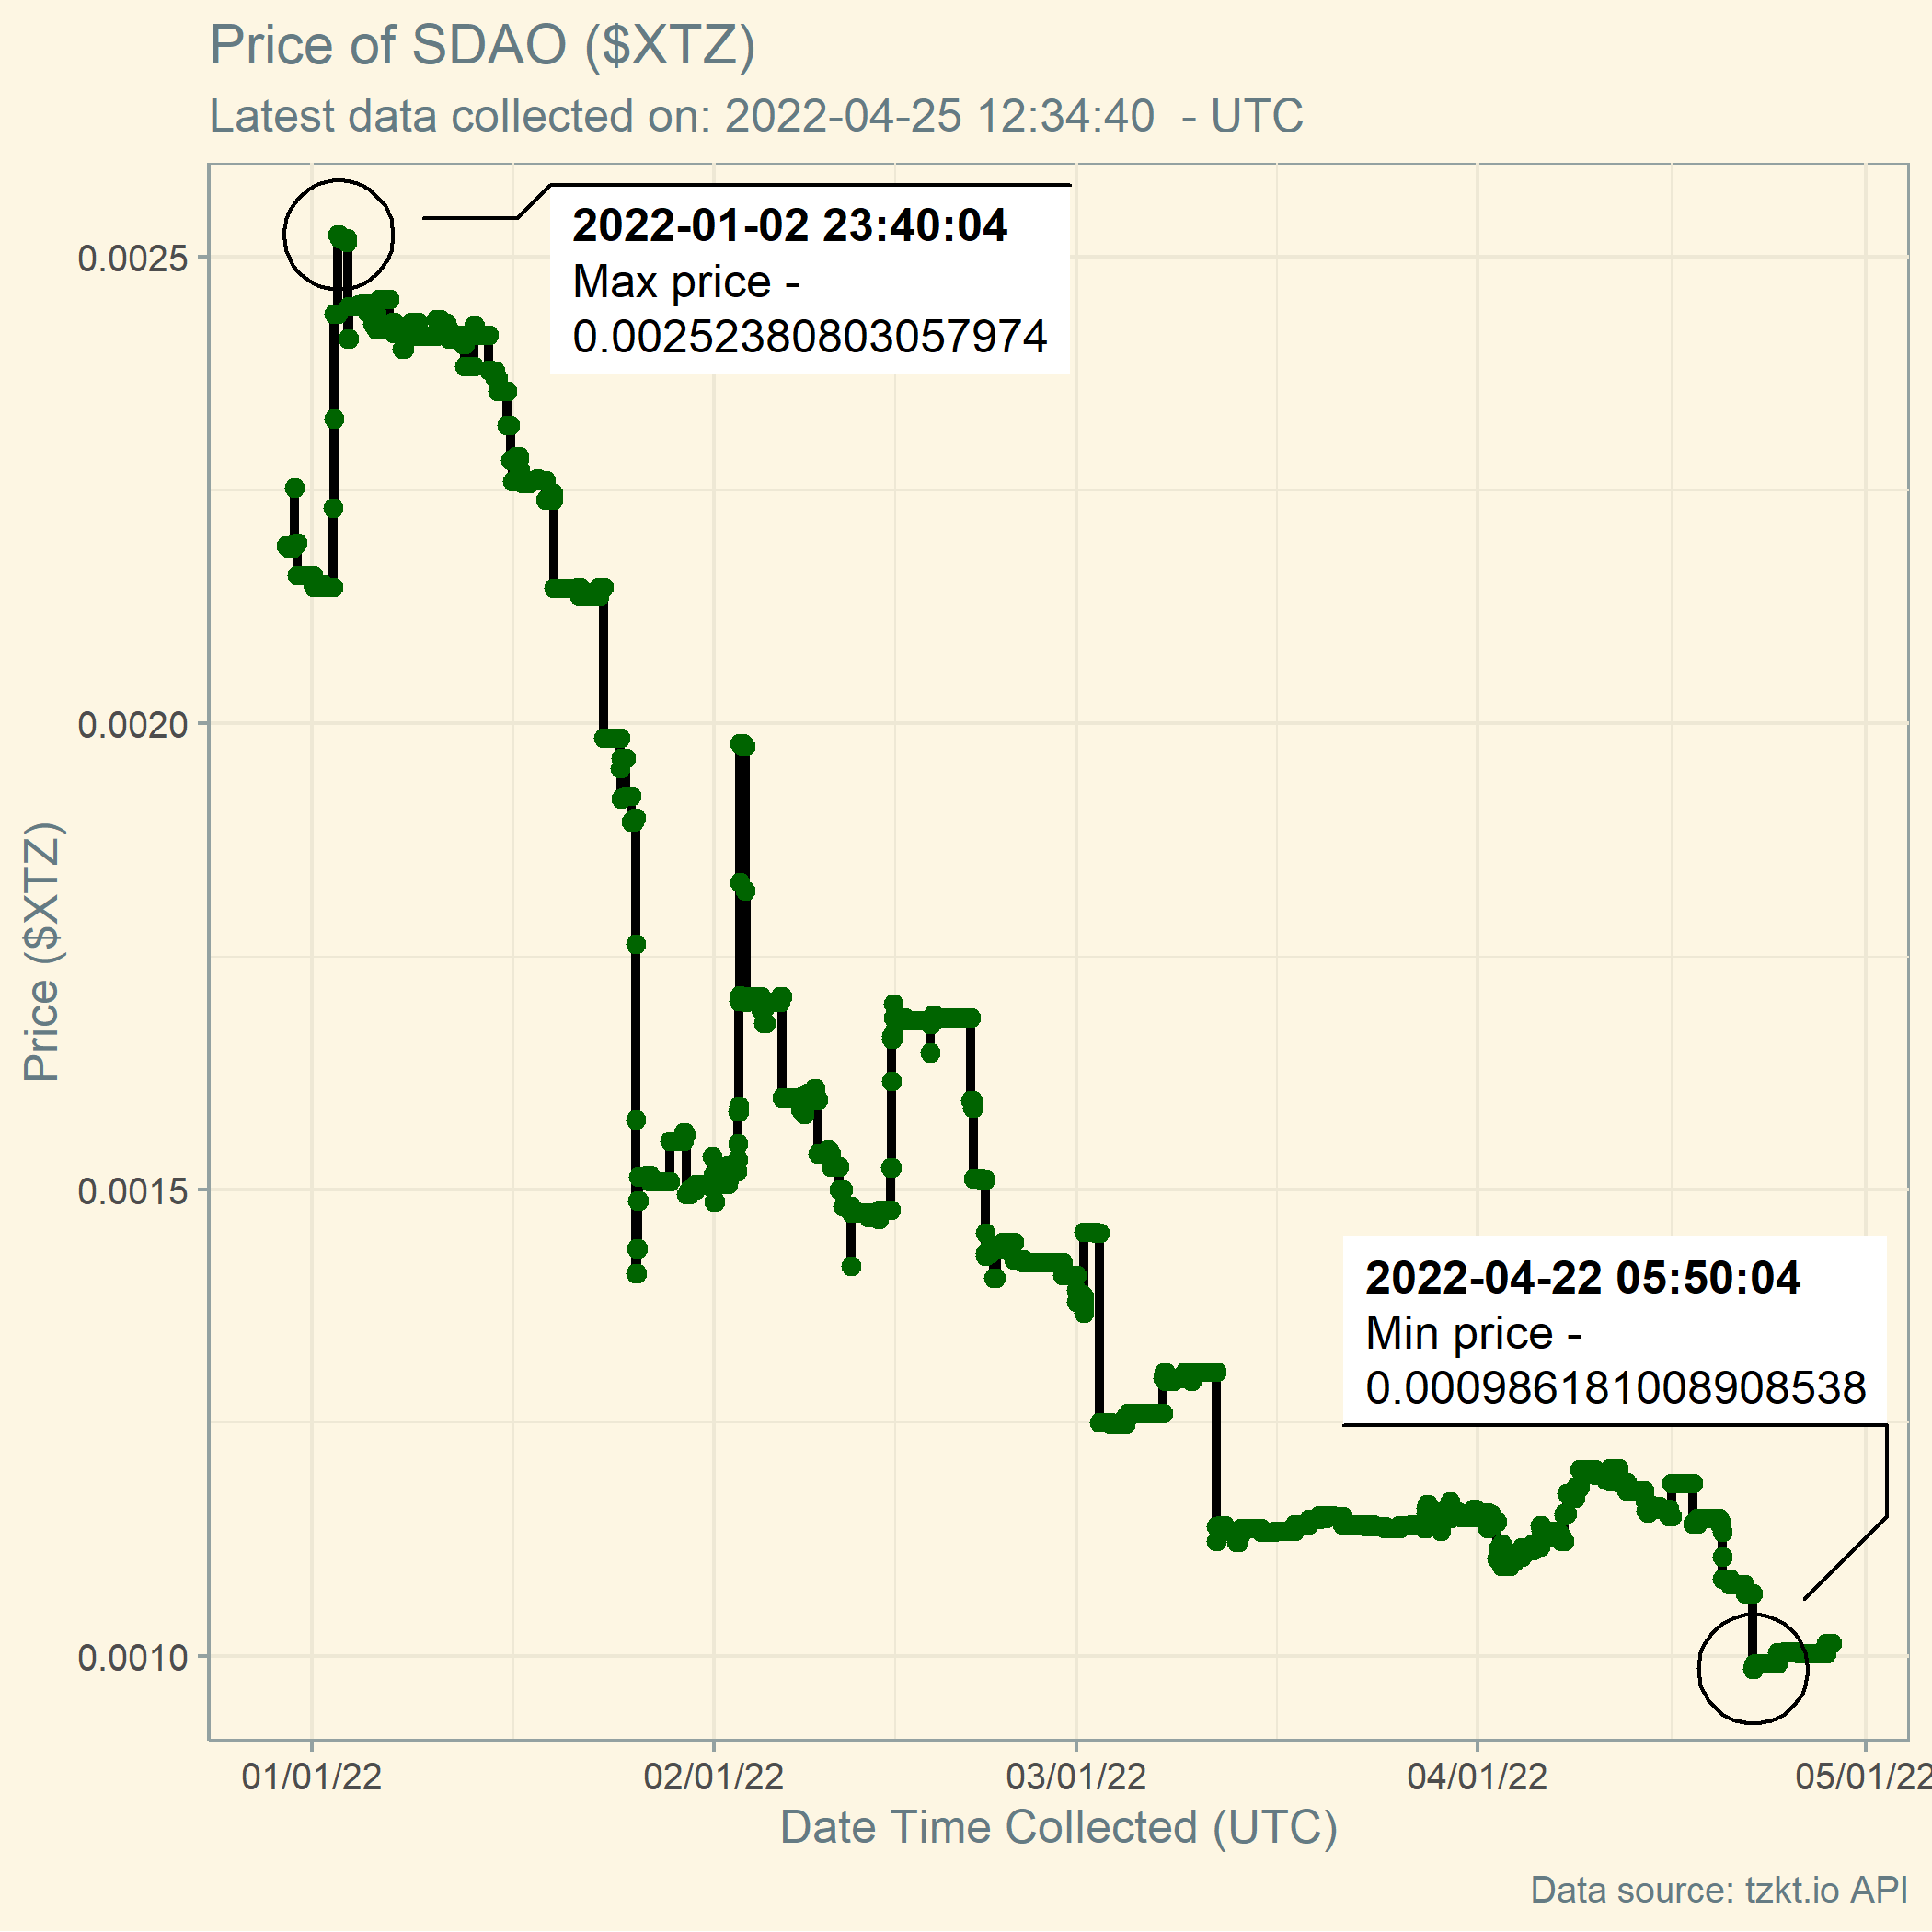 Price of SDAO ($XTZ)
Latest data collected on: 2022-04-25 12:34:40  - UTC
2022-01-02 23:40:04
Max price -
0.00252380803057974
0.0025
0.0020
0.0015
0.0010
Price ($XTZ)
2022-04-22 05:50:04
Min price -
0.000986181008908538
01/01/22
02/01/22
03/01/22
04/01/22
05/01/22
Date Time Collected (UTC)
Data source: tzkt.io API